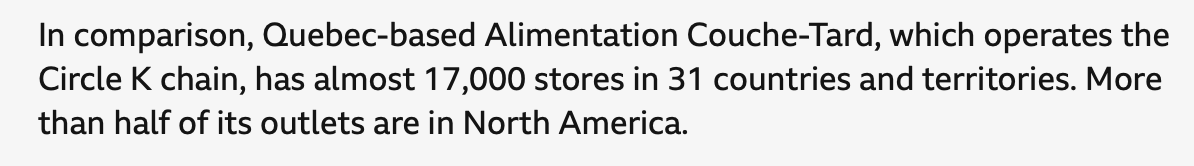 In comparison, Quebec-based Alimentation Couche-Tard, which operates the
Circle K chain, has almost 17,000 stores in 31 countries and territories. More
than half of its outlets are in North America.